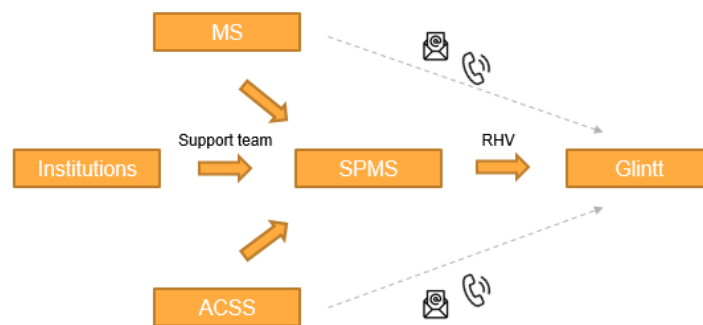 MS
Support team
RHV
Institutions
SPMS
Glintt
ACSS